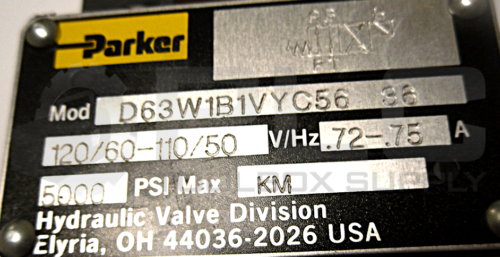 Parker
Mod D63W1B1VYC56 S6
120/60-110/50 V/Hz .72-.75 A
5000 PSI Max KM
Hydraulic Valve Division
Elyria, OH 44036-2026 USA